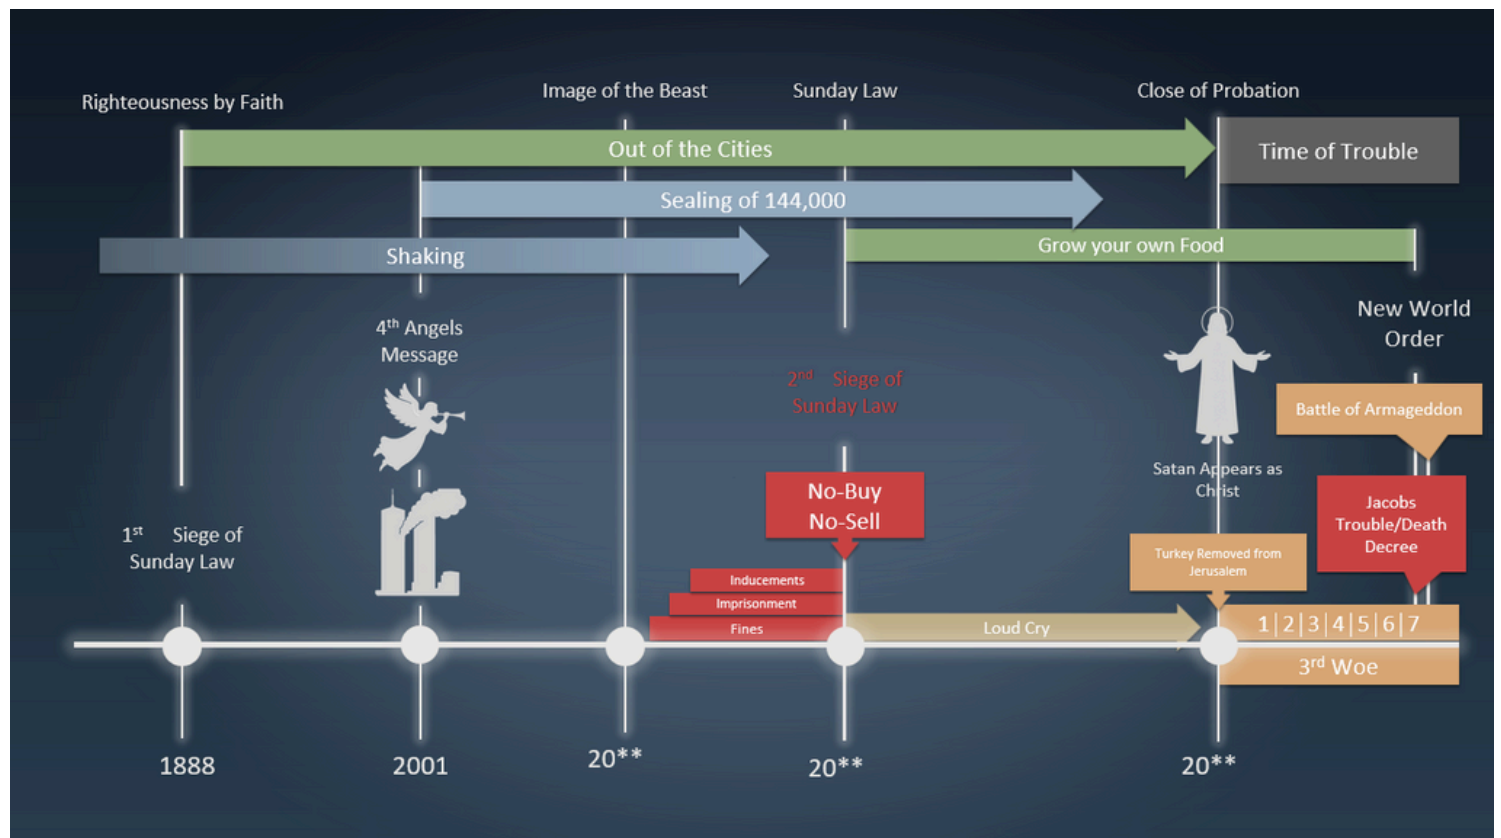 Righteousness by Faith
Image of the Beast
Sunday Law
Close of Probation
Out of the Cities
Time of Trouble
Sealing of 144,000
Shaking
Grow your own Food
4th Angels
Message
New World
Order
2nd Siege of
Sunday Law
Battle of Armageddon
Satan Appears as
Christ
No-Buy
No-Sell
Jacobs
Trouble/Death
Decree
1st Siege of
Sunday Law
Turkey Removed from
Jerusalem
Inducements
Imprisonment
Fines
Loud Cry
1|2|3|4|5|6|7
3rd Woe
1888
2001
20**
20**
20**